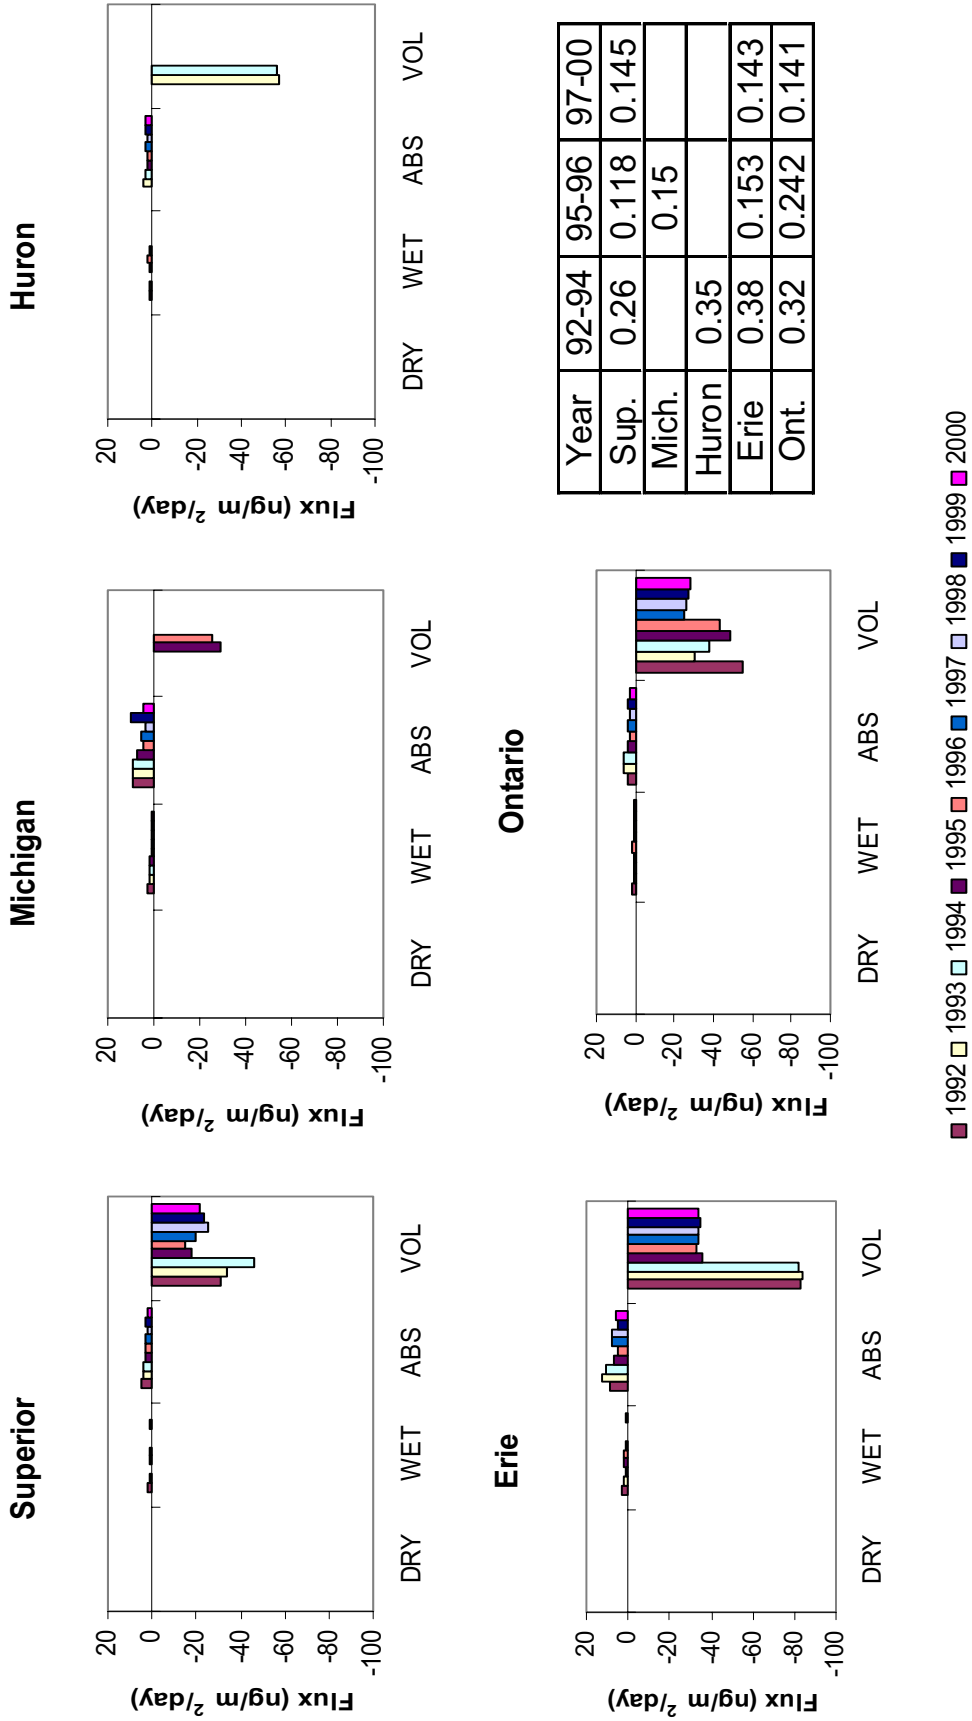 Superior
Flux (ng/m2/day)
20
0
-20
-40
-60
-80
-100
DRY WET ABS VOL
Michigan
Flux (ng/m2/day)
20
0
-20
-40
-60
-80
-100
DRY WET ABS VOL
Huron
Flux (ng/m2/day)
20
0
-20
-40
-60
-80
-100
DRY WET ABS VOL
Erie
Flux (ng/m2/day)
20
0
-20
-40
-60
-80
-100
DRY WET ABS VOL
Ontario
Flux (ng/m2/day)
20
0
-20
-40
-60
-80
-100
DRY WET ABS VOL
Year 92-94 95-96 97-00
Sup. 0.26 0.118 0.145
Mich. 0.15
Huron 0.35
Erie 0.38 0.153 0.143
Ont. 0.32 0.242 0.141
1992 1993 1994 1995 1996 1997 1998 1999 2000